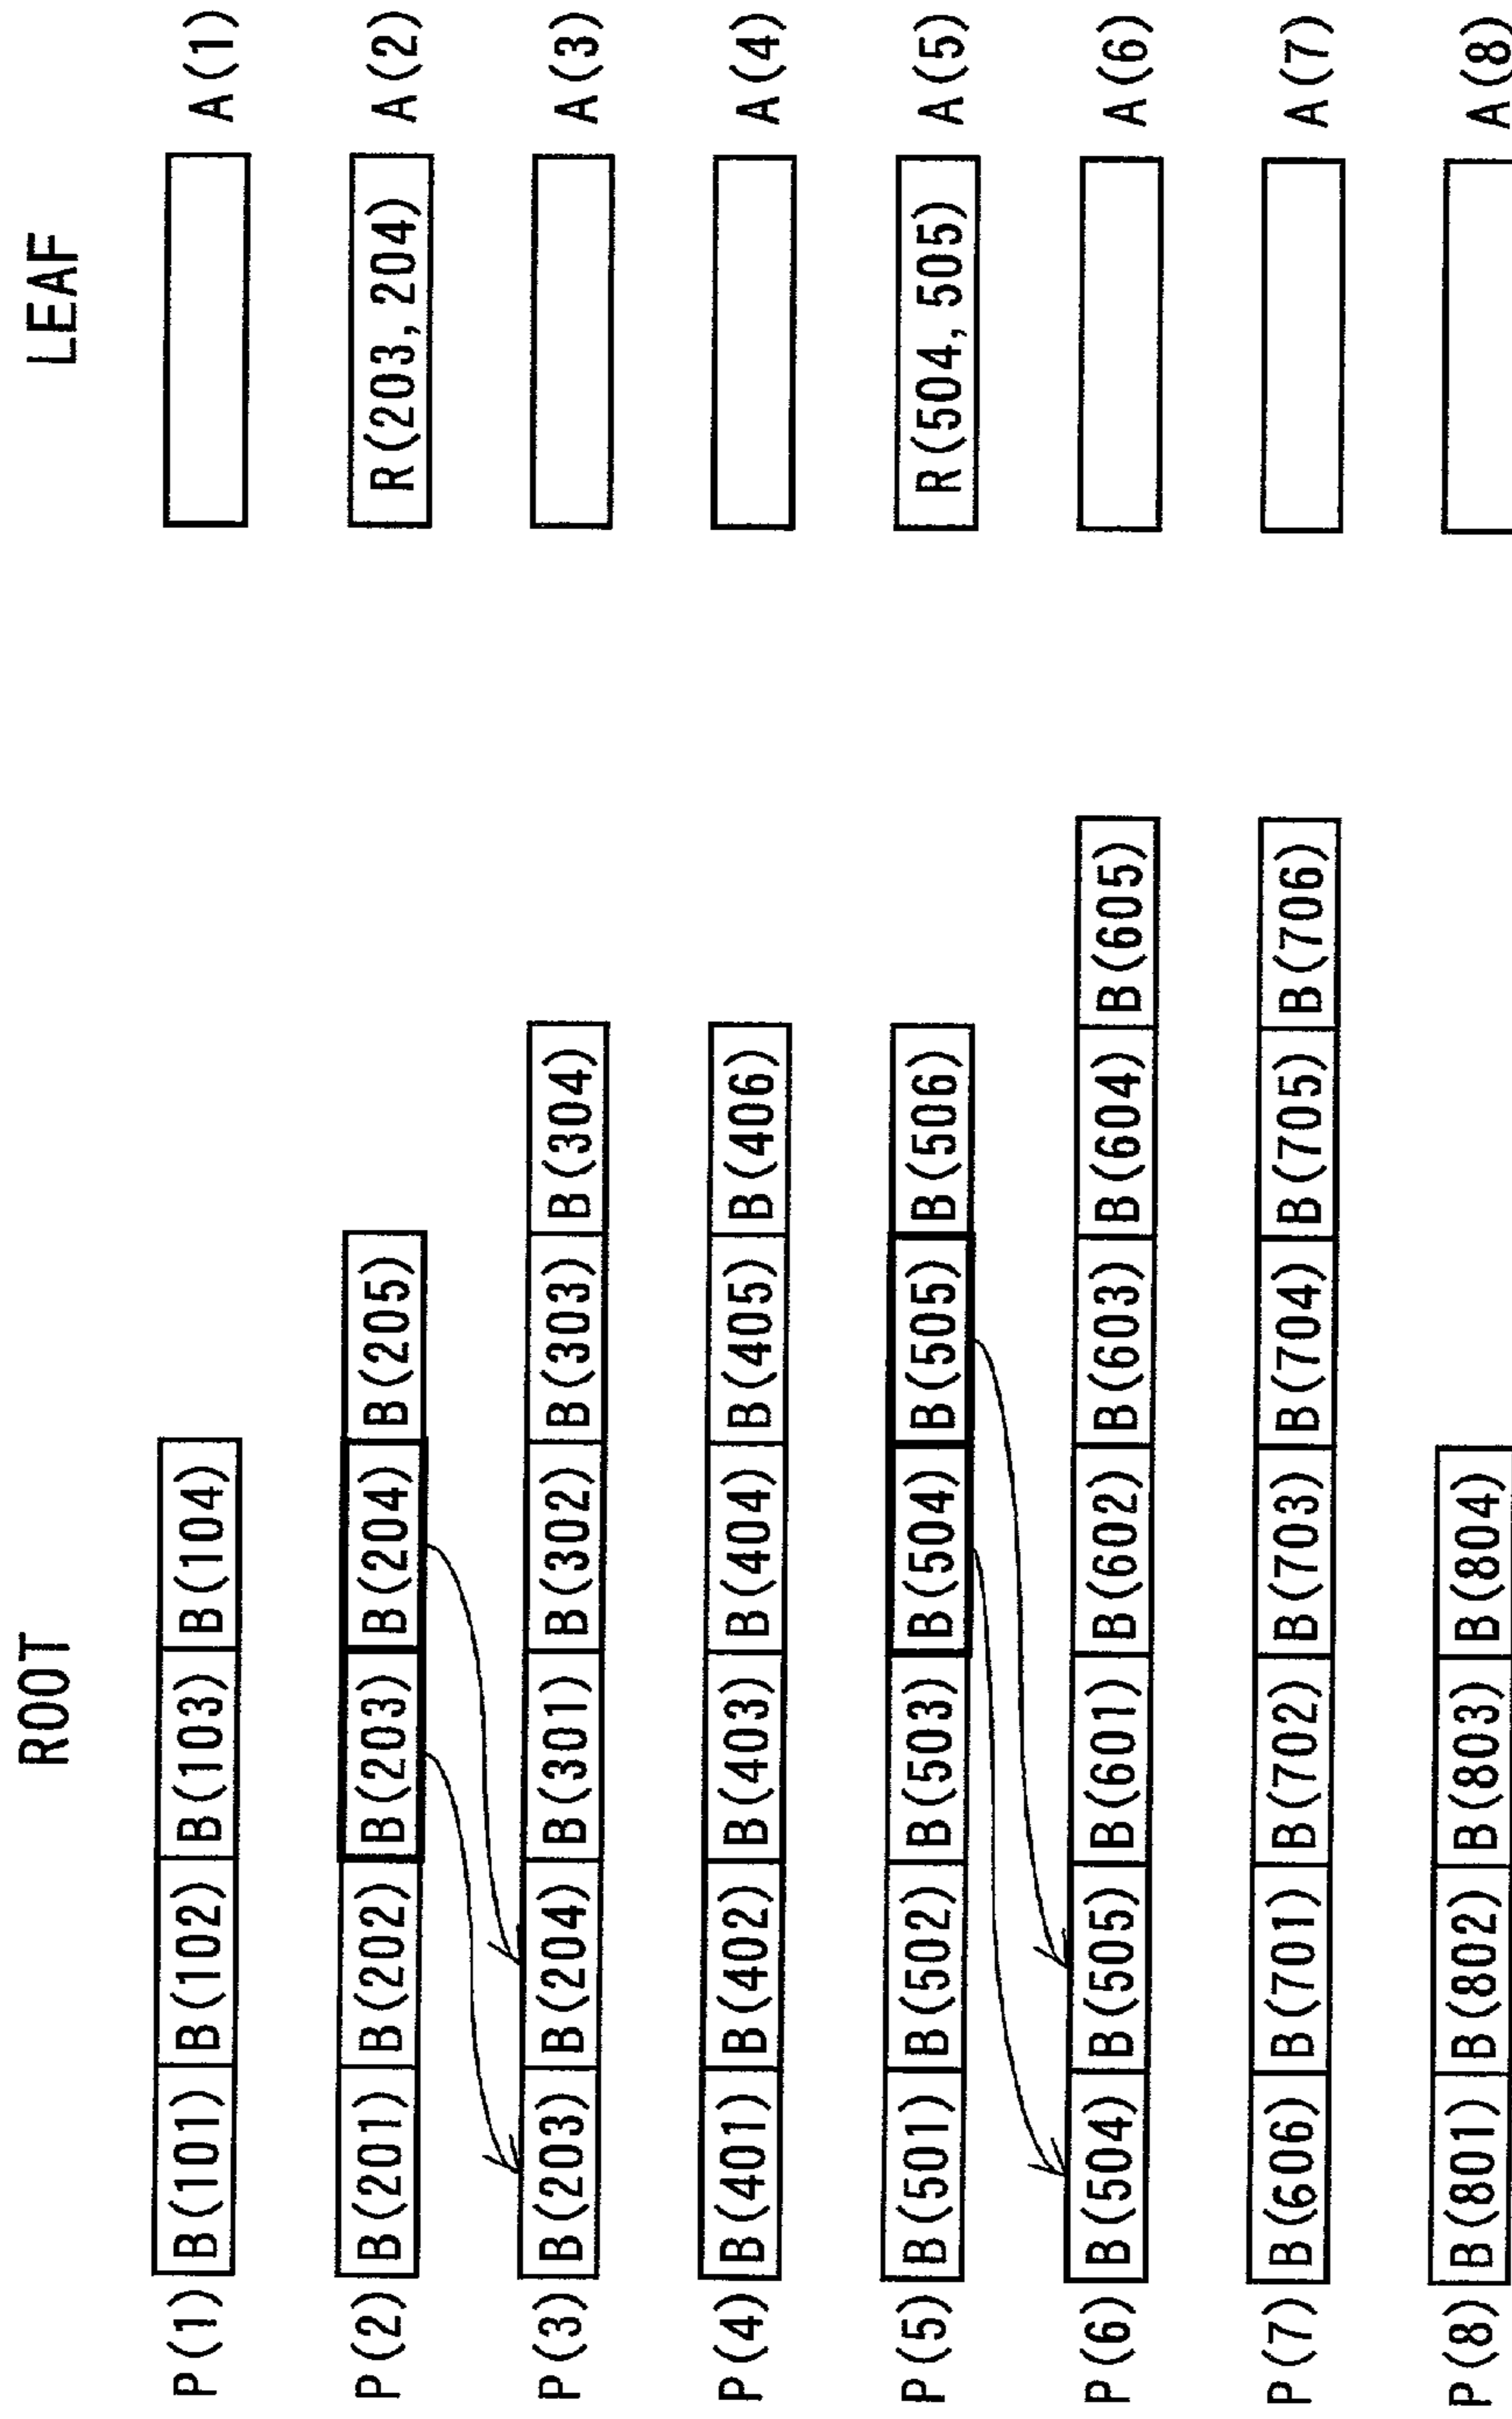 ROOT LEAF
P(1) B(101) B(102) B(103) B(104) A(1)
P(2) B(201) B(202) B(203) B(204) B(205) R(203,204) A(2)
P(3) B(203) B(204) B(301) B(302) B(303) B(304) A(3)
P(4) B(401) B(402) B(403) B(404) B(405) B(406) A(4)
P(5) B(501) B(502) B(503) B(504) B(505) B(506) R(504,505) A(5)
P(6) B(504) B(505) B(601) B(602) B(603) B(604) B(605) A(6)
P(7) B(606) B(701) B(702) B(703) B(704) B(705) B(706) A(7)
P(8) B(801) B(802) B(803) B(804) A(8)